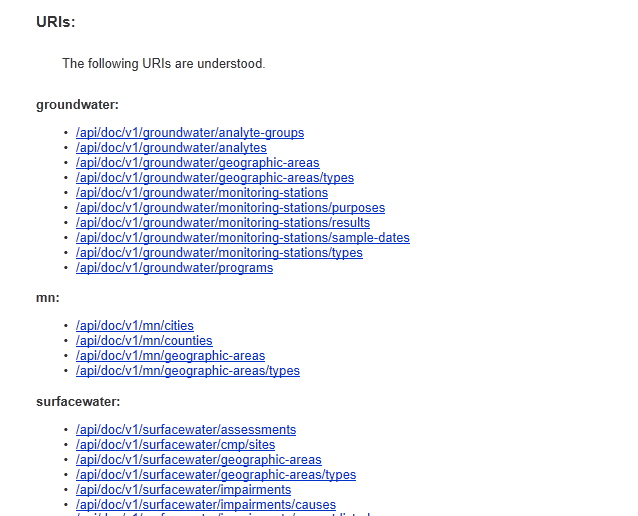 URIs:
The following URIs are understood.
groundwater:
• /api/doc/v1/groundwater/analyte-groups
• /api/doc/v1/groundwater/analytes
• /api/doc/v1/groundwater/geographic-areas
• /api/doc/v1/groundwater/geographic-areas/types
• /api/doc/v1/groundwater/monitoring-stations
• /api/doc/v1/groundwater/monitoring-stations/purposes
• /api/doc/v1/groundwater/monitoring-stations/results
• /api/doc/v1/groundwater/monitoring-stations/sample-dates
• /api/doc/v1/groundwater/monitoring-stations/types
• /api/doc/v1/groundwater/programs
mn:
• /api/doc/v1/mn/cities
• /api/doc/v1/mn/counties
• /api/doc/v1/mn/geographic-areas
• /api/doc/v1/mn/geographic-areas/types
surfacewater:
• /api/doc/v1/surfacewater/assessments
• /api/doc/v1/surfacewater/cmp/sites
• /api/doc/v1/surfacewater/geographic-areas
• /api/doc/v1/surfacewater/geographic-areas/types
• /api/doc/v1/surfacewater/impairments
• /api/doc/v1/surfacewater/impairments/causes